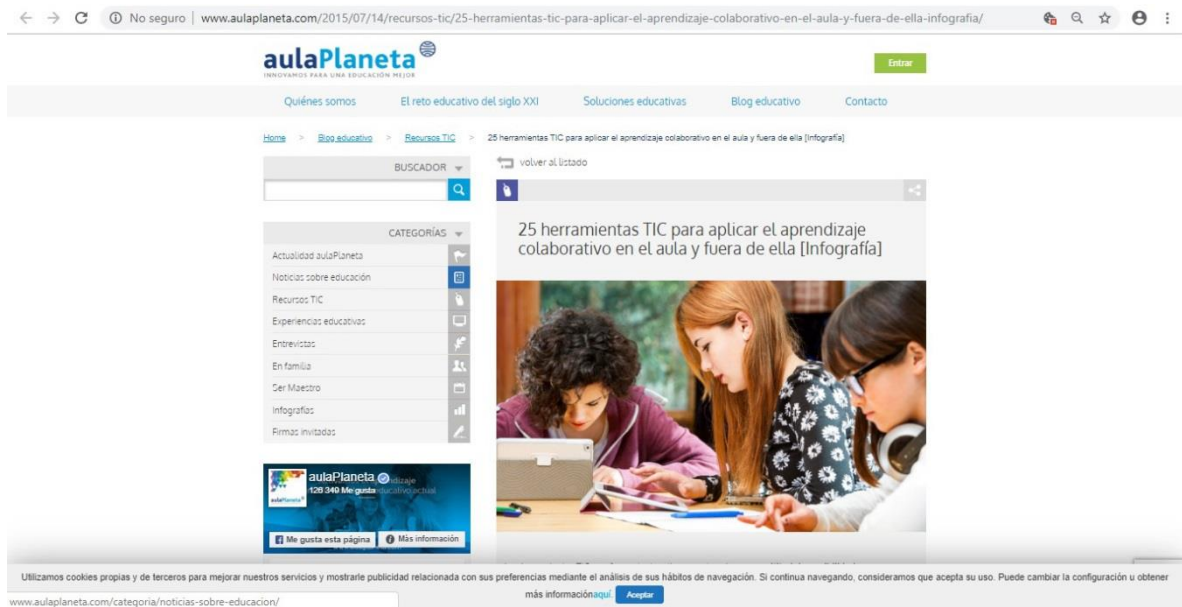 No seguro | www.aulaplaneta.com/2015/07/14/recursos-tic/25-herramientas-tic-para-aplicar-el-aprendizaje-colaborativo-en-el-aula-y-fuera-de-ella-infografia/
aulaPlaneta
INNOVAMOS PARA UNA EDUCACIÓN MEJOR
Entrar
Quiénes somos El reto educativo del siglo XXI Soluciones educativas Blog educativo Contacto
Home > Blog educativo > Recursos TIC > 25 herramientas TIC para aplicar el aprendizaje colaborativo en el aula y fuera de ella [Infografía]
BUSCADOR
volver al listado
25 herramientas TIC para aplicar el aprendizaje
colaborativo en el aula y fuera de ella [Infografía]
CATEGORÍAS
Actualidad aulaPlaneta
Noticias sobre educación
Recursos TIC
Experiencias educativas
Entrevistas
En familia
Ser Maestro
Infografías
Firmas invitadas
aulaPlaneta
126 349 Me gusta
aulaPlaneta
Me gusta esta página
Más información
Utilizamos cookies propias y de terceros para mejorar nuestros servicios y mostrarle publicidad relacionada con sus preferencias mediante el análisis de sus hábitos de navegación. Si continua navegando, consideramos que acepta su uso. Puede cambiar la configuración u obtener
más informaciónaquí. Aceptar
www.aulaplaneta.com/categoria/noticias-sobre-educacion/